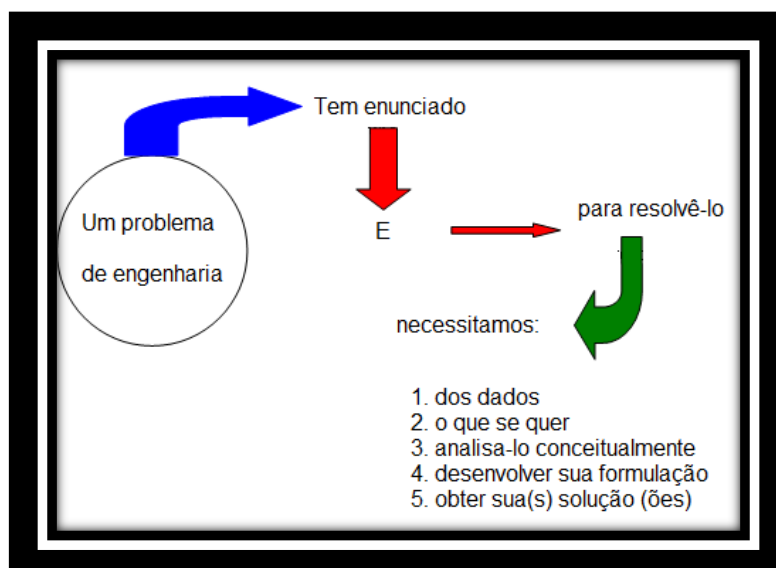 Tem enunciado
Um problema
de engenharia
E
para resolvê-lo
necessitamos:
1. dos dados
2. o que se quer
3. analisa-lo conceitualmente
4. desenvolver sua formulação
5. obter sua(s) solução (ões)